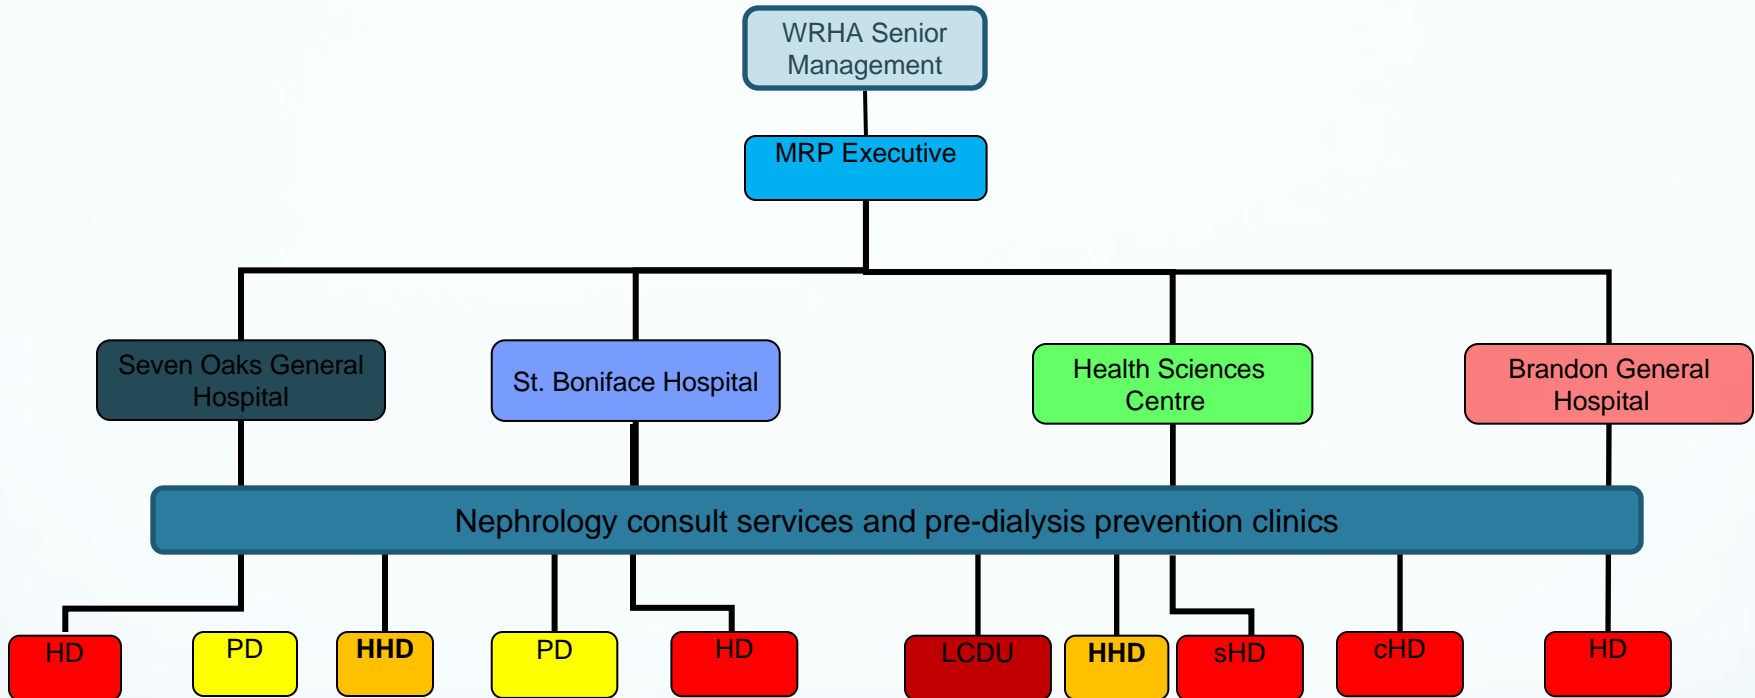 WRHA Senior
Management
MRP Executive
Seven Oaks General
Hospital
St. Boniface Hospital
Health Sciences
Centre
Brandon General
Hospital
Nephrology consult services and pre-dialysis prevention clinics
HD
PD
HHD
PD
HD
LCDU
HHD
sHD
cHD
HD